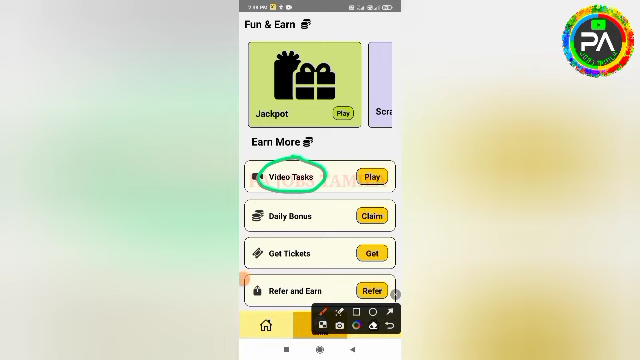 Fun & Earn
Jackpot
Play
Scra
Earn More
Video Tasks
Play
Daily Bonus
Claim
Get Tickets
Get
Refer and Earn
Refer
PA